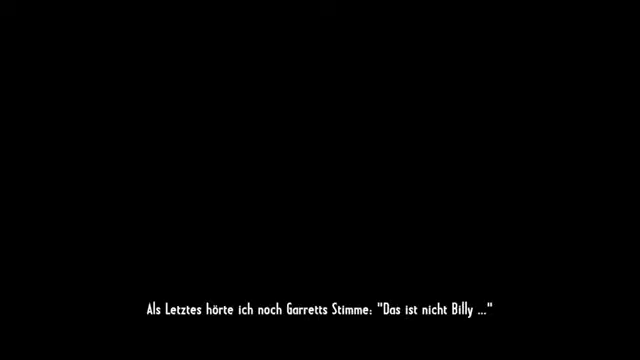 Als Letztes hörte ich noch Garretts Stimme: "Das ist nicht Billy ..."